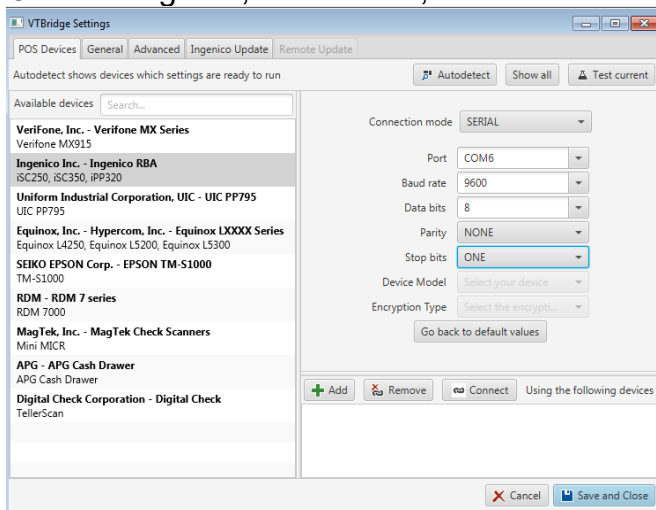 VTBridge Settings
POS Devices General Advanced Ingenico Update Remote Update
Autodetect shows devices which settings are ready to run
Autodetect Show all Test current
Available devices Search...
VeriFone, Inc. - Verifone MX Series
Verifone MX915
Ingenico Inc. - Ingenico RBA
iSC250, iSC350, iPP320
Uniform Industrial Corporation, UIC - UIC PP795
UIC PP795
Equinox, Inc. - Hypercom, Inc. - Equinox LXXXX Series
Equinox L4250, Equinox L5200, Equinox L5300
SEIKO EPSON Corp. - EPSON TM-S1000
TM-S1000
RDM - RDM 7 series
RDM 7000
MagTek, Inc. - MagTek Check Scanners
Mini MICR
APG - APG Cash Drawer
APG Cash Drawer
Digital Check Corporation - Digital Check
TellerScan
Connection mode SERIAL
Port COM6
Baud rate 9600
Data bits 8
Parity NONE
Stop bits ONE
Device Model Select your device
Encryption Type Select the encrypti...
Go back to default values
Add Remove Connect Using the following devices
Cancel Save and Close